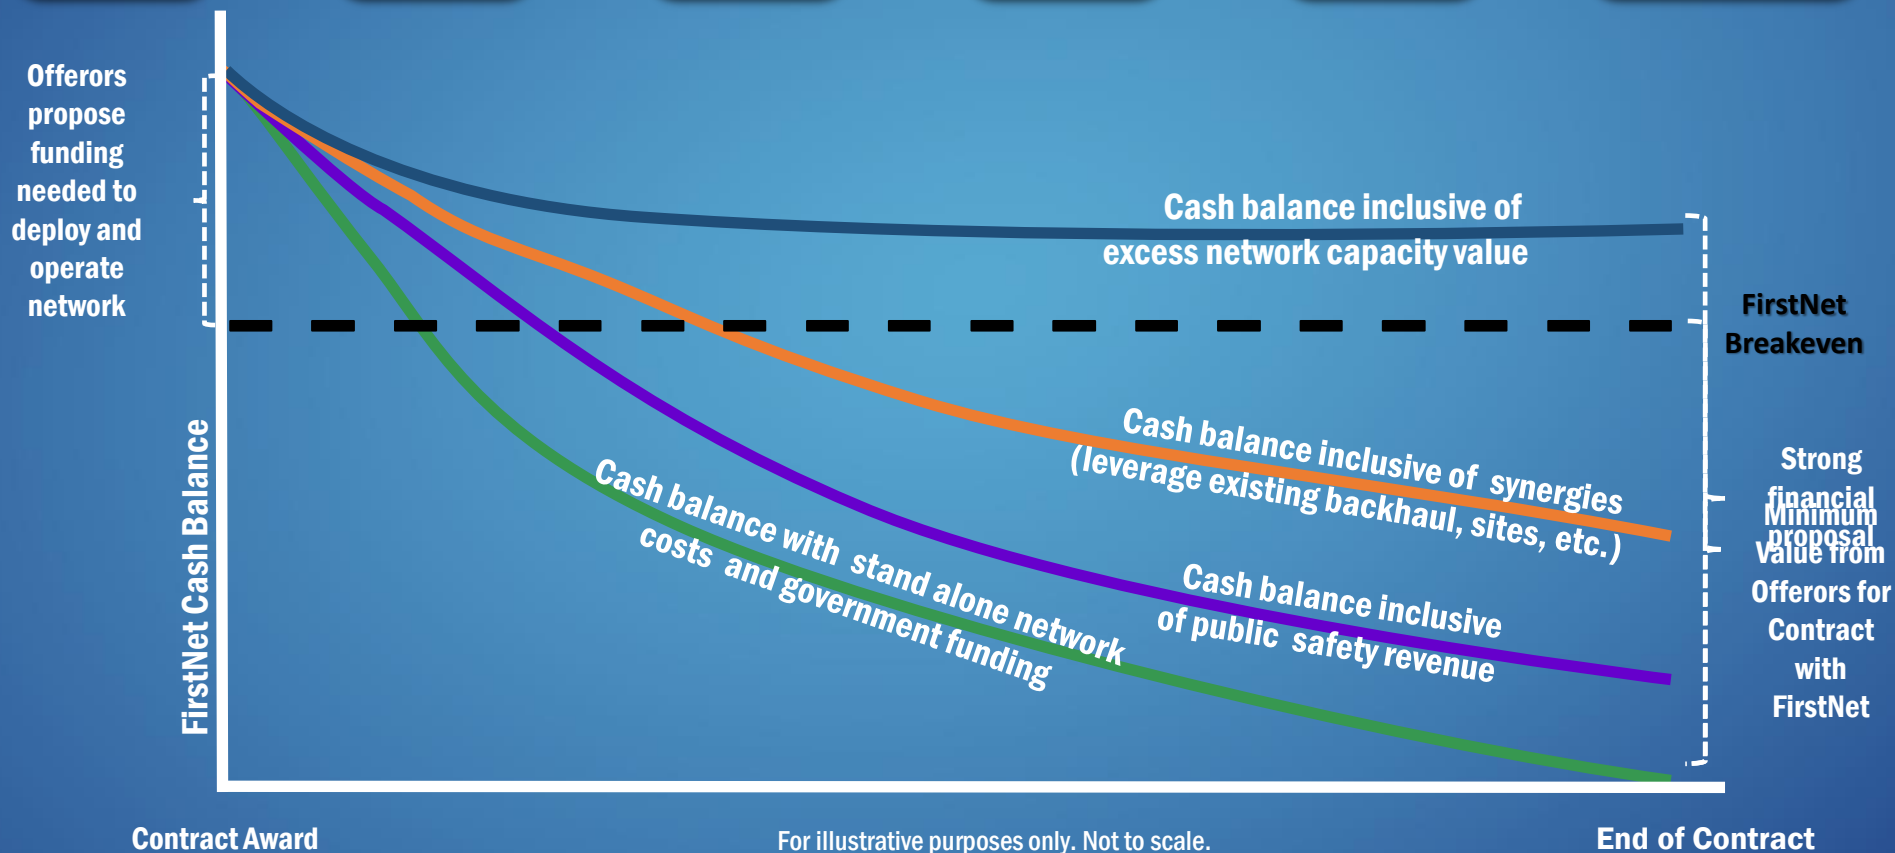 Offerors
propose
funding
needed to
deploy and
operate
network
FirstNet Cash Balance
Cash balance inclusive of
excess network capacity value
FirstNet
Breakeven
Cash balance inclusive of synergies
(leverage existing backhaul, sites, etc.)
Cash balance inclusive
of public safety revenue
Cash balance with stand alone network
costs and government funding
Strong
financial
proposal
Minimum
Value from
Offerors for
Contract
with
FirstNet
Contract Award
For illustrative purposes only. Not to scale.
End of Contract